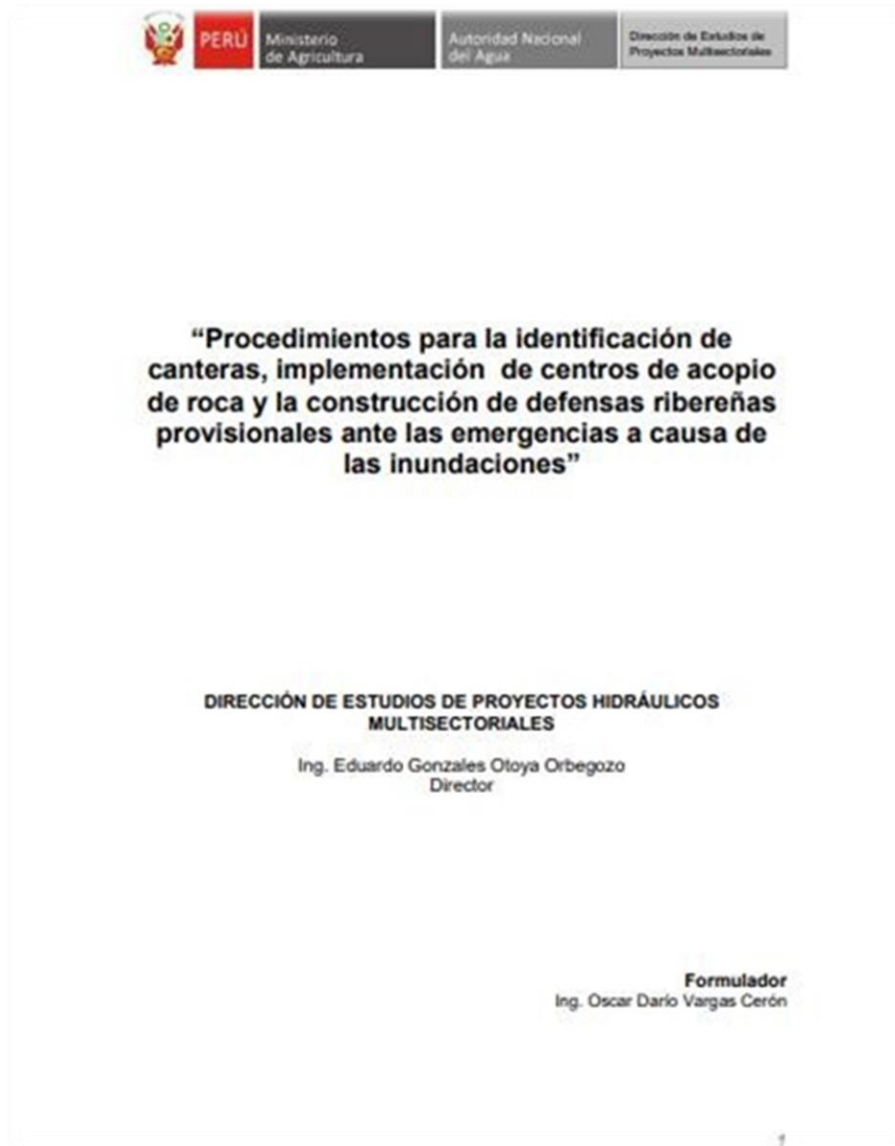 PERÚ
Ministerio
de Agricultura
Autoridad Nacional
del Agua
Dirección de Estudios de
Proyectos Multisectoriales
“Procedimientos para la identificación de
canteras, implementación de centros de acopio
de roca y la construcción de defensas ribereñas
provisionales ante las emergencias a causa de
las inundaciones”
DIRECCIÓN DE ESTUDIOS DE PROYECTOS HIDRÁULICOS
MULTISECTORIALES
Ing. Eduardo Gonzales Otoya Orbegozo
Director
Formulador
Ing. Oscar Darío Vargas Cerón
1